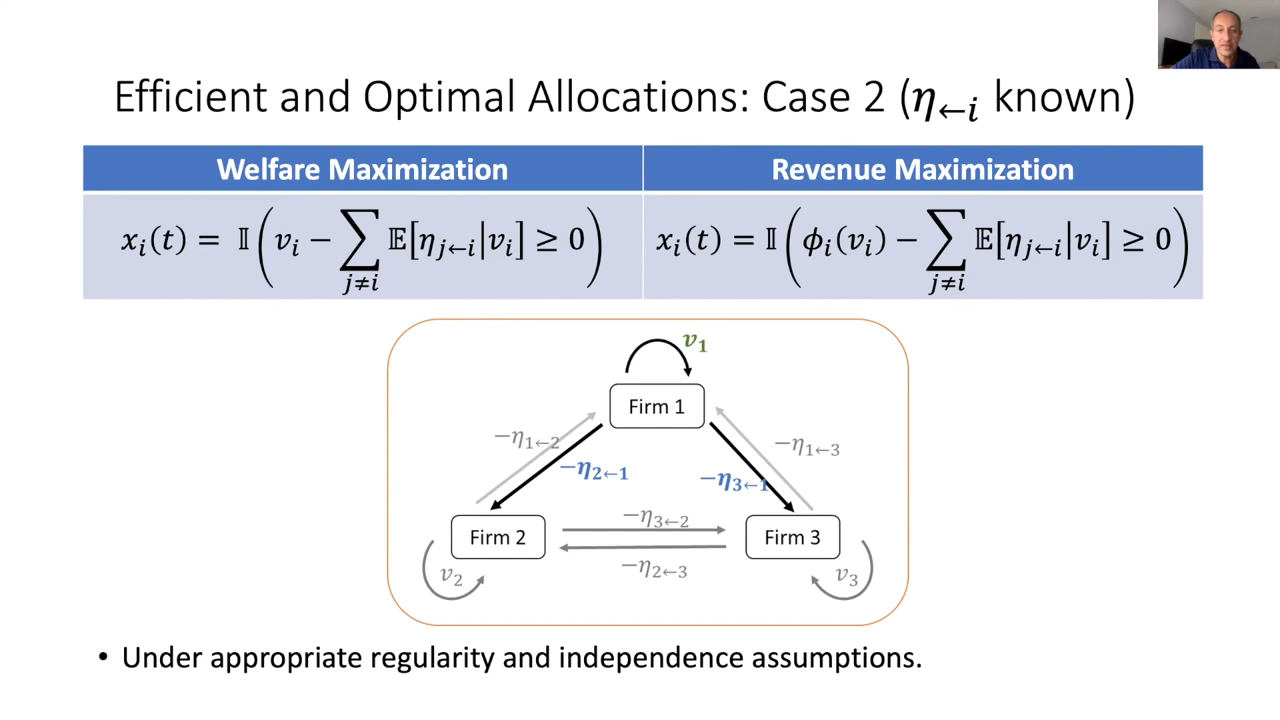 Efficient and Optimal Allocations: Case 2 (η←i known)
Welfare Maximization
Revenue Maximization
xᵢ(t) = 𝕀(vᵢ − ∑_{j≠i} 𝔼[η_{j←i}|vᵢ] ≥ 0)
xᵢ(t) = 𝕀(ϕᵢ(vᵢ) − ∑_{j≠i} 𝔼[η_{j←i}|vᵢ] ≥ 0)
v₁
Firm 1
−η₁←₂
−η₁←₃
−η₂←₁
−η₃←₁
−η₃←₂
Firm 2
Firm 3
−η₂←₃
v₂
v₃
• Under appropriate regularity and independence assumptions.